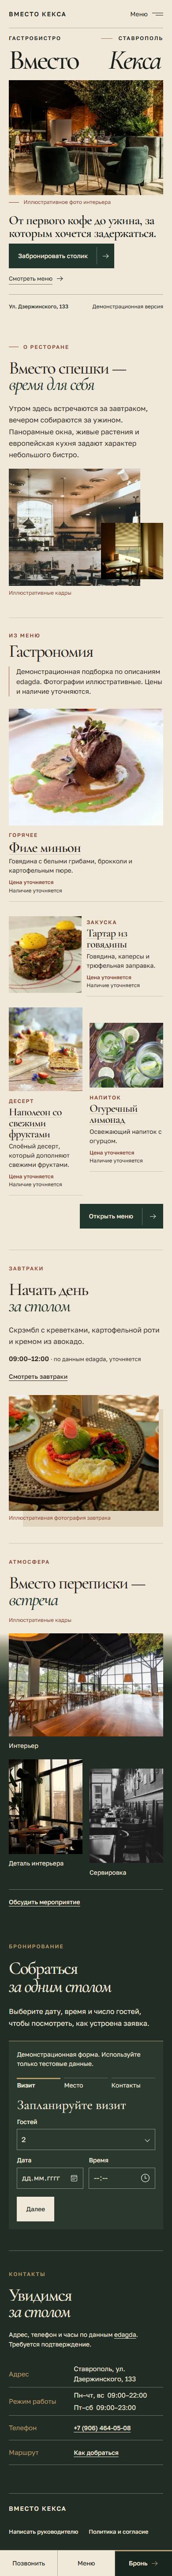 ВМЕСТО КЕКСА
Меню
ГАСТРОБИСТРО
СТАВРОПОЛЬ
Вместо Кекса
Иллюстративное фото интерьера
От первого кофе до ужина, за
которым хочется задержаться.
Забронировать столик →
Смотреть меню →
Ул. Дзержинского, 133
Демонстрационная версия
О РЕСТОРАНЕ
Вместо спешки —
время для себя
Утром здесь встречаются за завтраком,
вечером собираются за ужином.
Панорамные окна, живые растения и
европейская кухня задают характер
небольшого бистро.
Иллюстративные кадры
ИЗ МЕНЮ
Гастрономия
Демонстрационная подборка по описаниям
edagda. Фотографии иллюстративные. Цены
и наличие уточняются.
ГОРЯЧЕЕ
Филе миньон
Говядина с белыми грибами, брокколи и
картофельным пюре.
Цена уточняется
Наличие уточняется
ЗАКУСКА
Тартар из
говядины
Говядина, каперсы и
трюфельная заправка.
Цена уточняется
Наличие уточняется
ДЕСЕРТ
Наполеон со
свежими
фруктами
Слоёный десерт,
который дополняют
свежими фруктами.
Цена уточняется
Наличие уточняется
НАПИТОК
Огуречный
лимонад
Освежающий напиток с
огурцом.
Цена уточняется
Наличие уточняется
Открыть меню →
ЗАВТРАКИ
Начать день
за столом
Скрэмбл с креветками, картофельной роти
и кремом из авокадо.
09:00–12:00 · по данным edagda, уточняется
Смотреть завтраки
Иллюстративная фотография завтрака
АТМОСФЕРА
Вместо переписки —
встреча
Иллюстративные кадры
Интерьер
Деталь интерьера
Сервировка
Обсудить мероприятие
БРОНИРОВАНИЕ
Собраться
за одним столом
Выберите дату, время и число гостей,
чтобы посмотреть, как устроена заявка.
Демонстрационная форма. Используйте
только тестовые данные.
Визит
Место
Контакты
Запланируйте визит
Гостей
2
Дата
Время
дд.мм.гггг
--:--
Далее
КОНТАКТЫ
Увидимся
за столом
Адрес, телефон и часы по данным edagda.
Требуется подтверждение.
Адрес
Ставрополь, ул.
Дзержинского, 133
Режим работы
Пн–чт, вс 09:00–22:00
Пт–сб 09:00–23:00
Телефон
+7 (906) 464-05-08
Маршрут
Как добраться
ВМЕСТО КЕКСА
Написать руководителю
Политика и согласие
Позвонить
Меню
Бронь →